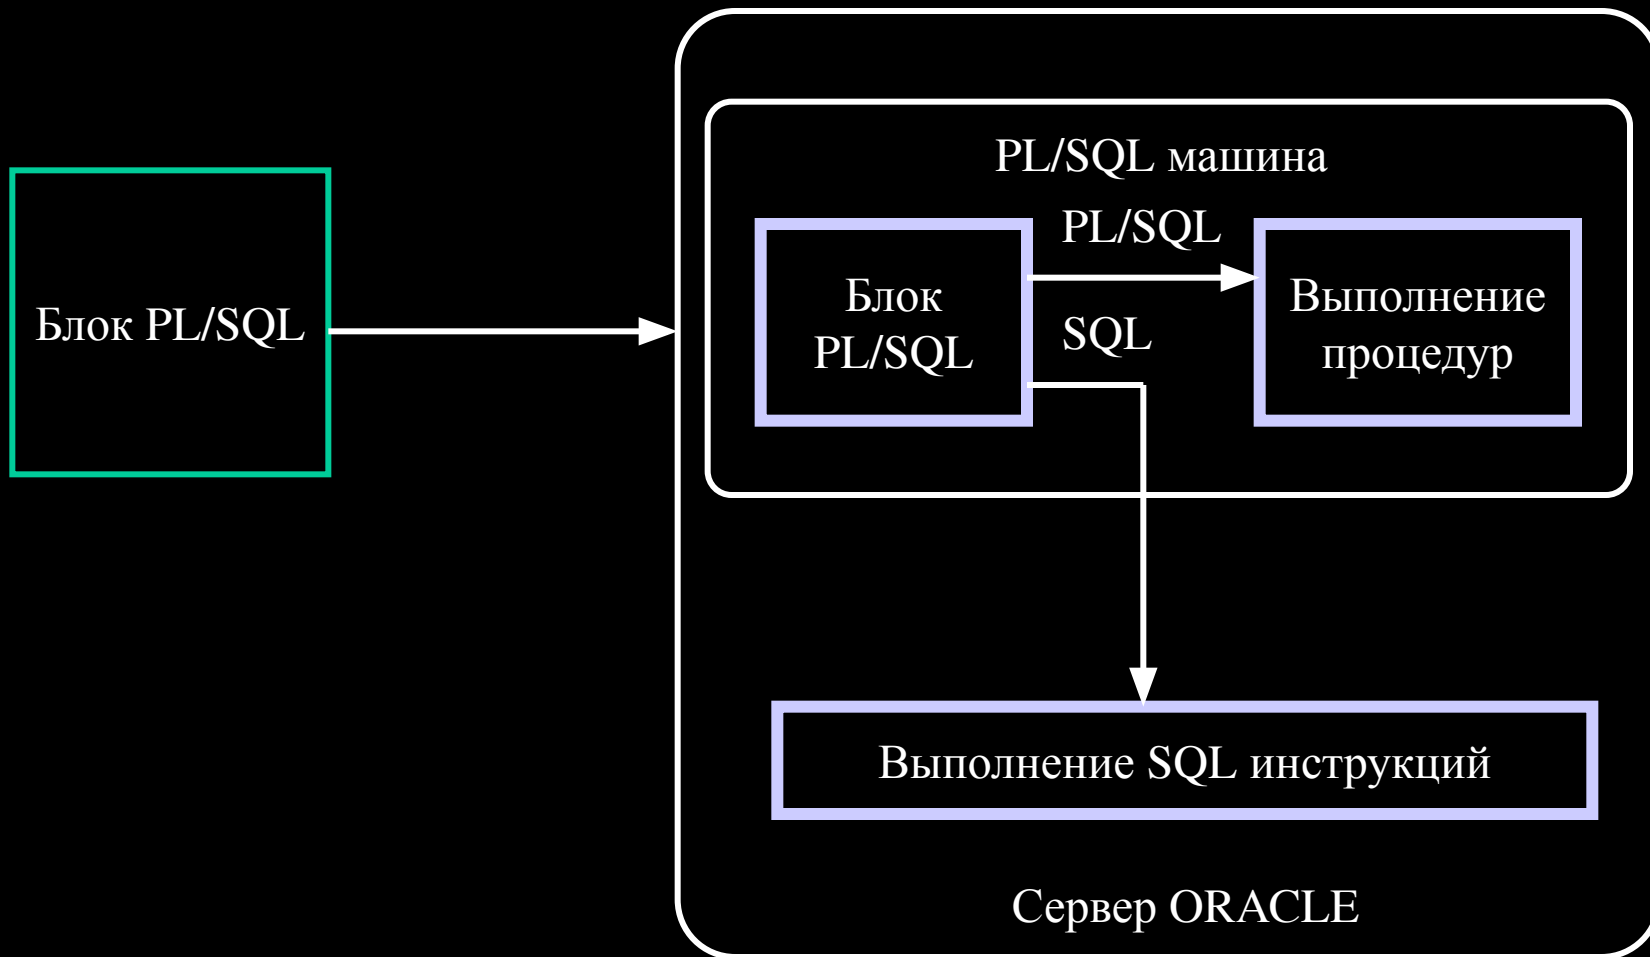 Блок PL/SQL
PL/SQL машина
Блок
PL/SQL
PL/SQL
SQL
Выполнение
процедур
Выполнение SQL инструкций
Сервер ORACLE